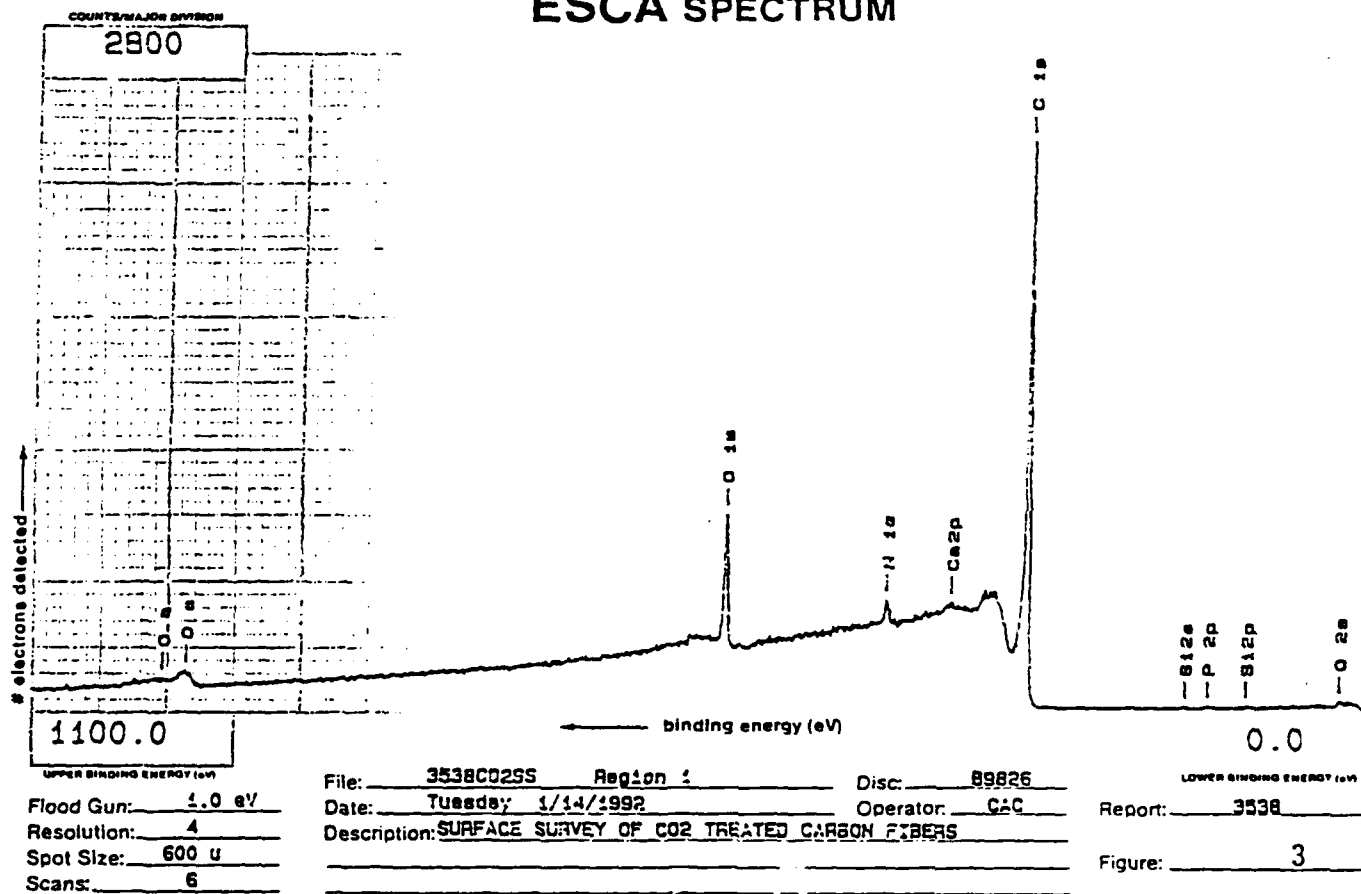 ESCA SPECTRUM
COUNTS/MAJOR DIVISION
2800
C 1s
O 1s
N 1s
Ca2p
O a
O a
Si2s
P 2p
Si2p
O 2s
# electrons detected
binding energy (eV)
1100.0
0.0
UPPER BINDING ENERGY (eV)
LOWER BINDING ENERGY (eV)
File: 3538CO2SS Region 1
Disc: 89826
Flood Gun: 1.0 eV
Date: Tuesday 1/14/1992
Operator: CAC
Report: 3538
Resolution: 4
Description: SURFACE SURVEY OF CO2 TREATED CARBON FIBERS
Spot Size: 600 u
Figure: 3
Scans: 6